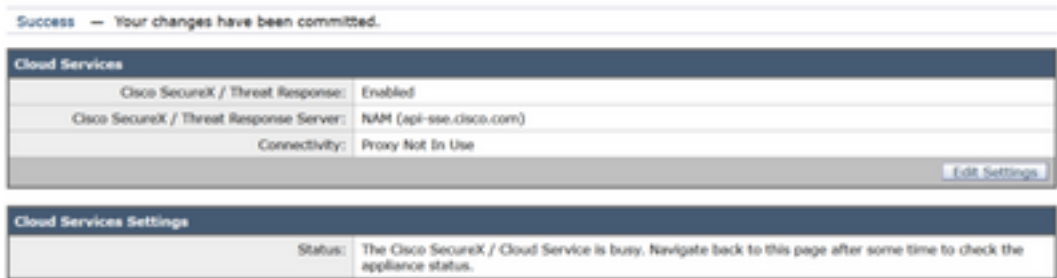 Success — Your changes have been committed.
Cloud Services
Cisco SecureX / Threat Response: Enabled
Cisco SecureX / Threat Response Server: NAM (api-sse.cisco.com)
Connectivity: Proxy Not In Use
Edit Settings
Cloud Services Settings
Status: The Cisco SecureX / Cloud Service is busy. Navigate back to this page after some time to check the
appliance status.